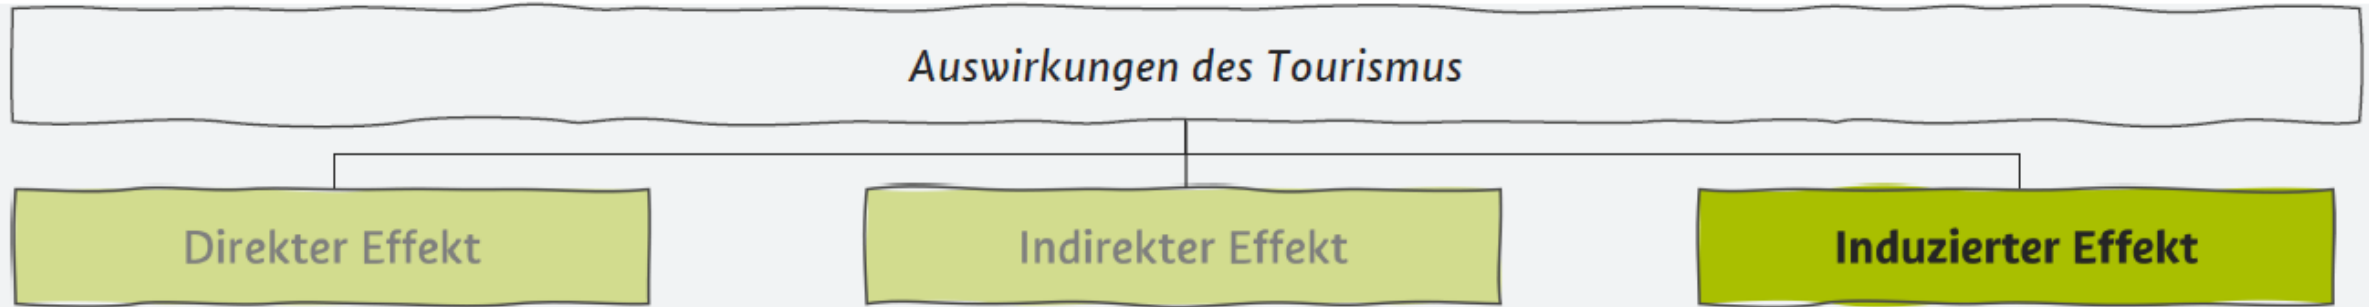 Auswirkungen des Tourismus
Direkter Effekt
Indirekter Effekt
Induzierter Effekt